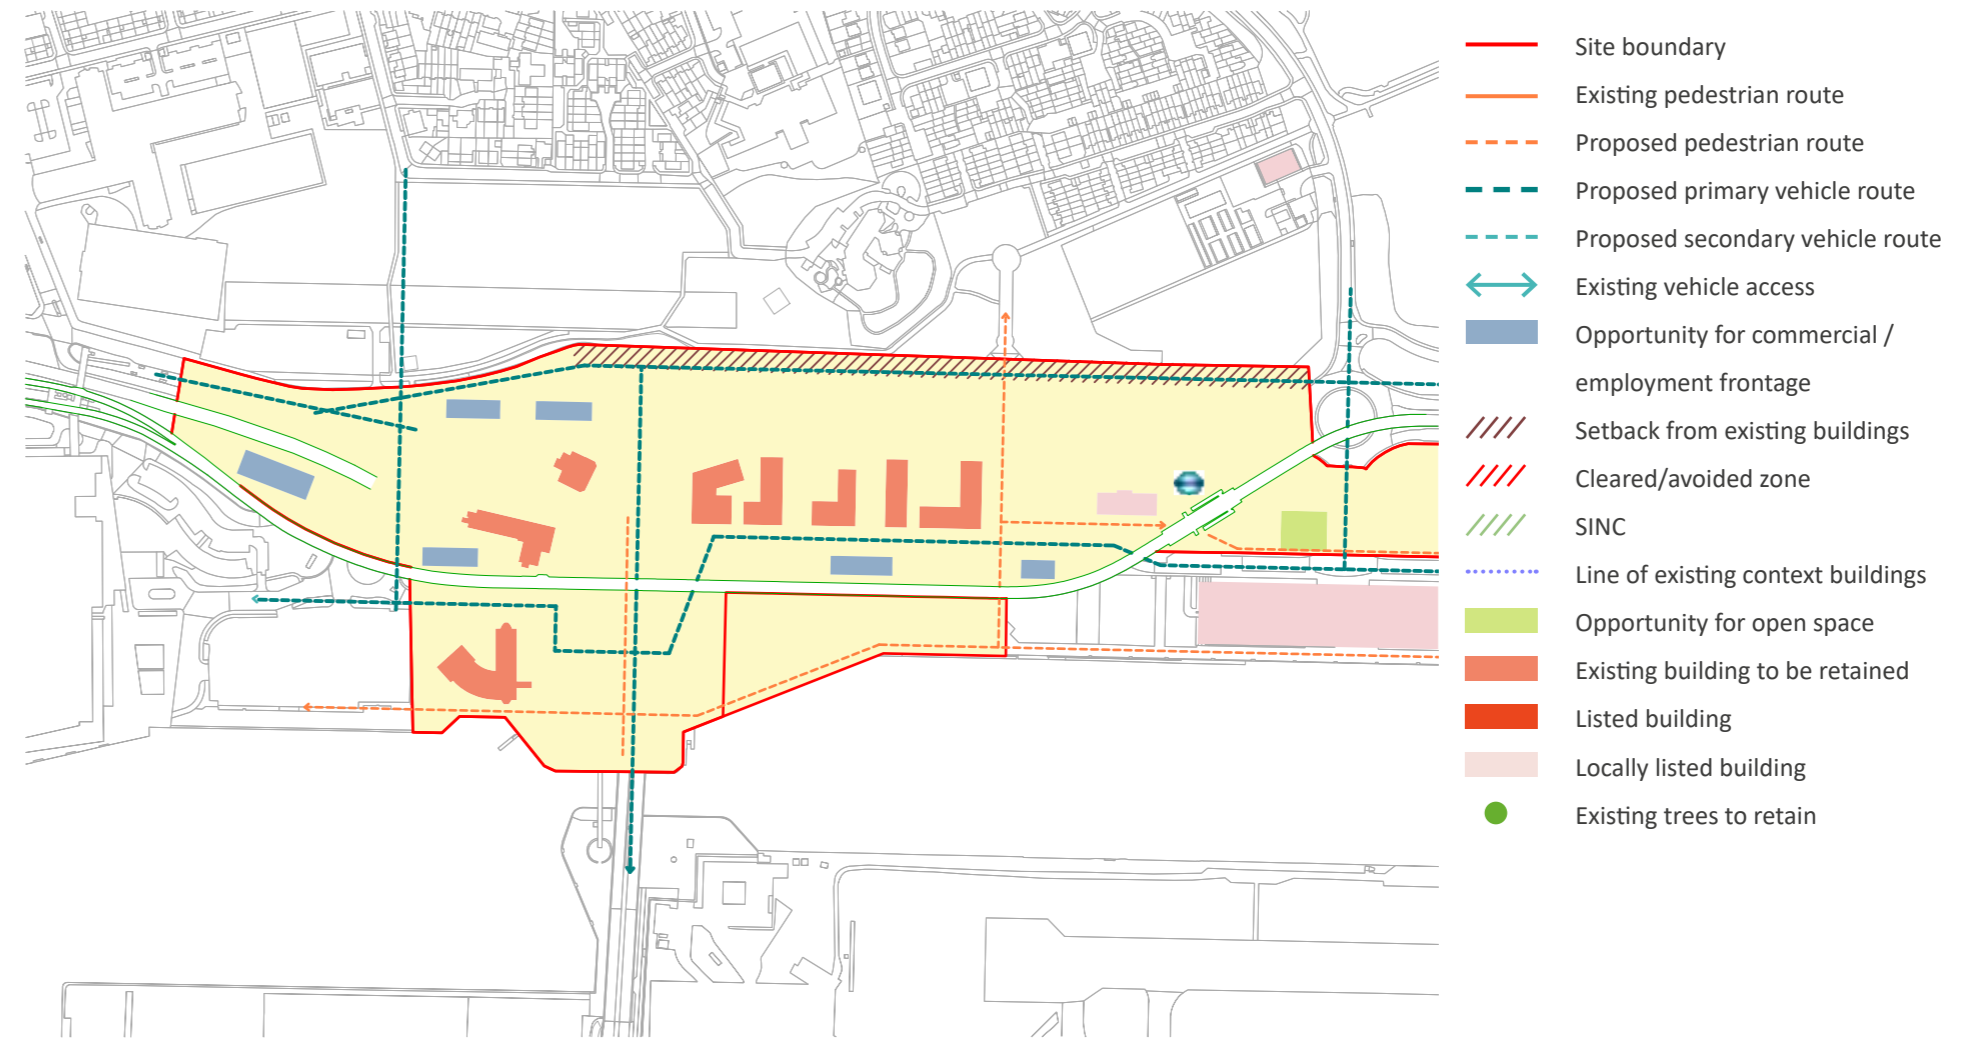 Site boundary
Existing pedestrian route
Proposed pedestrian route
Proposed primary vehicle route
Proposed secondary vehicle route
Existing vehicle access
Opportunity for commercial /
employment frontage
Setback from existing buildings
Cleared/avoided zone
SINC
Line of existing context buildings
Opportunity for open space
Existing building to be retained
Listed building
Locally listed building
Existing trees to retain